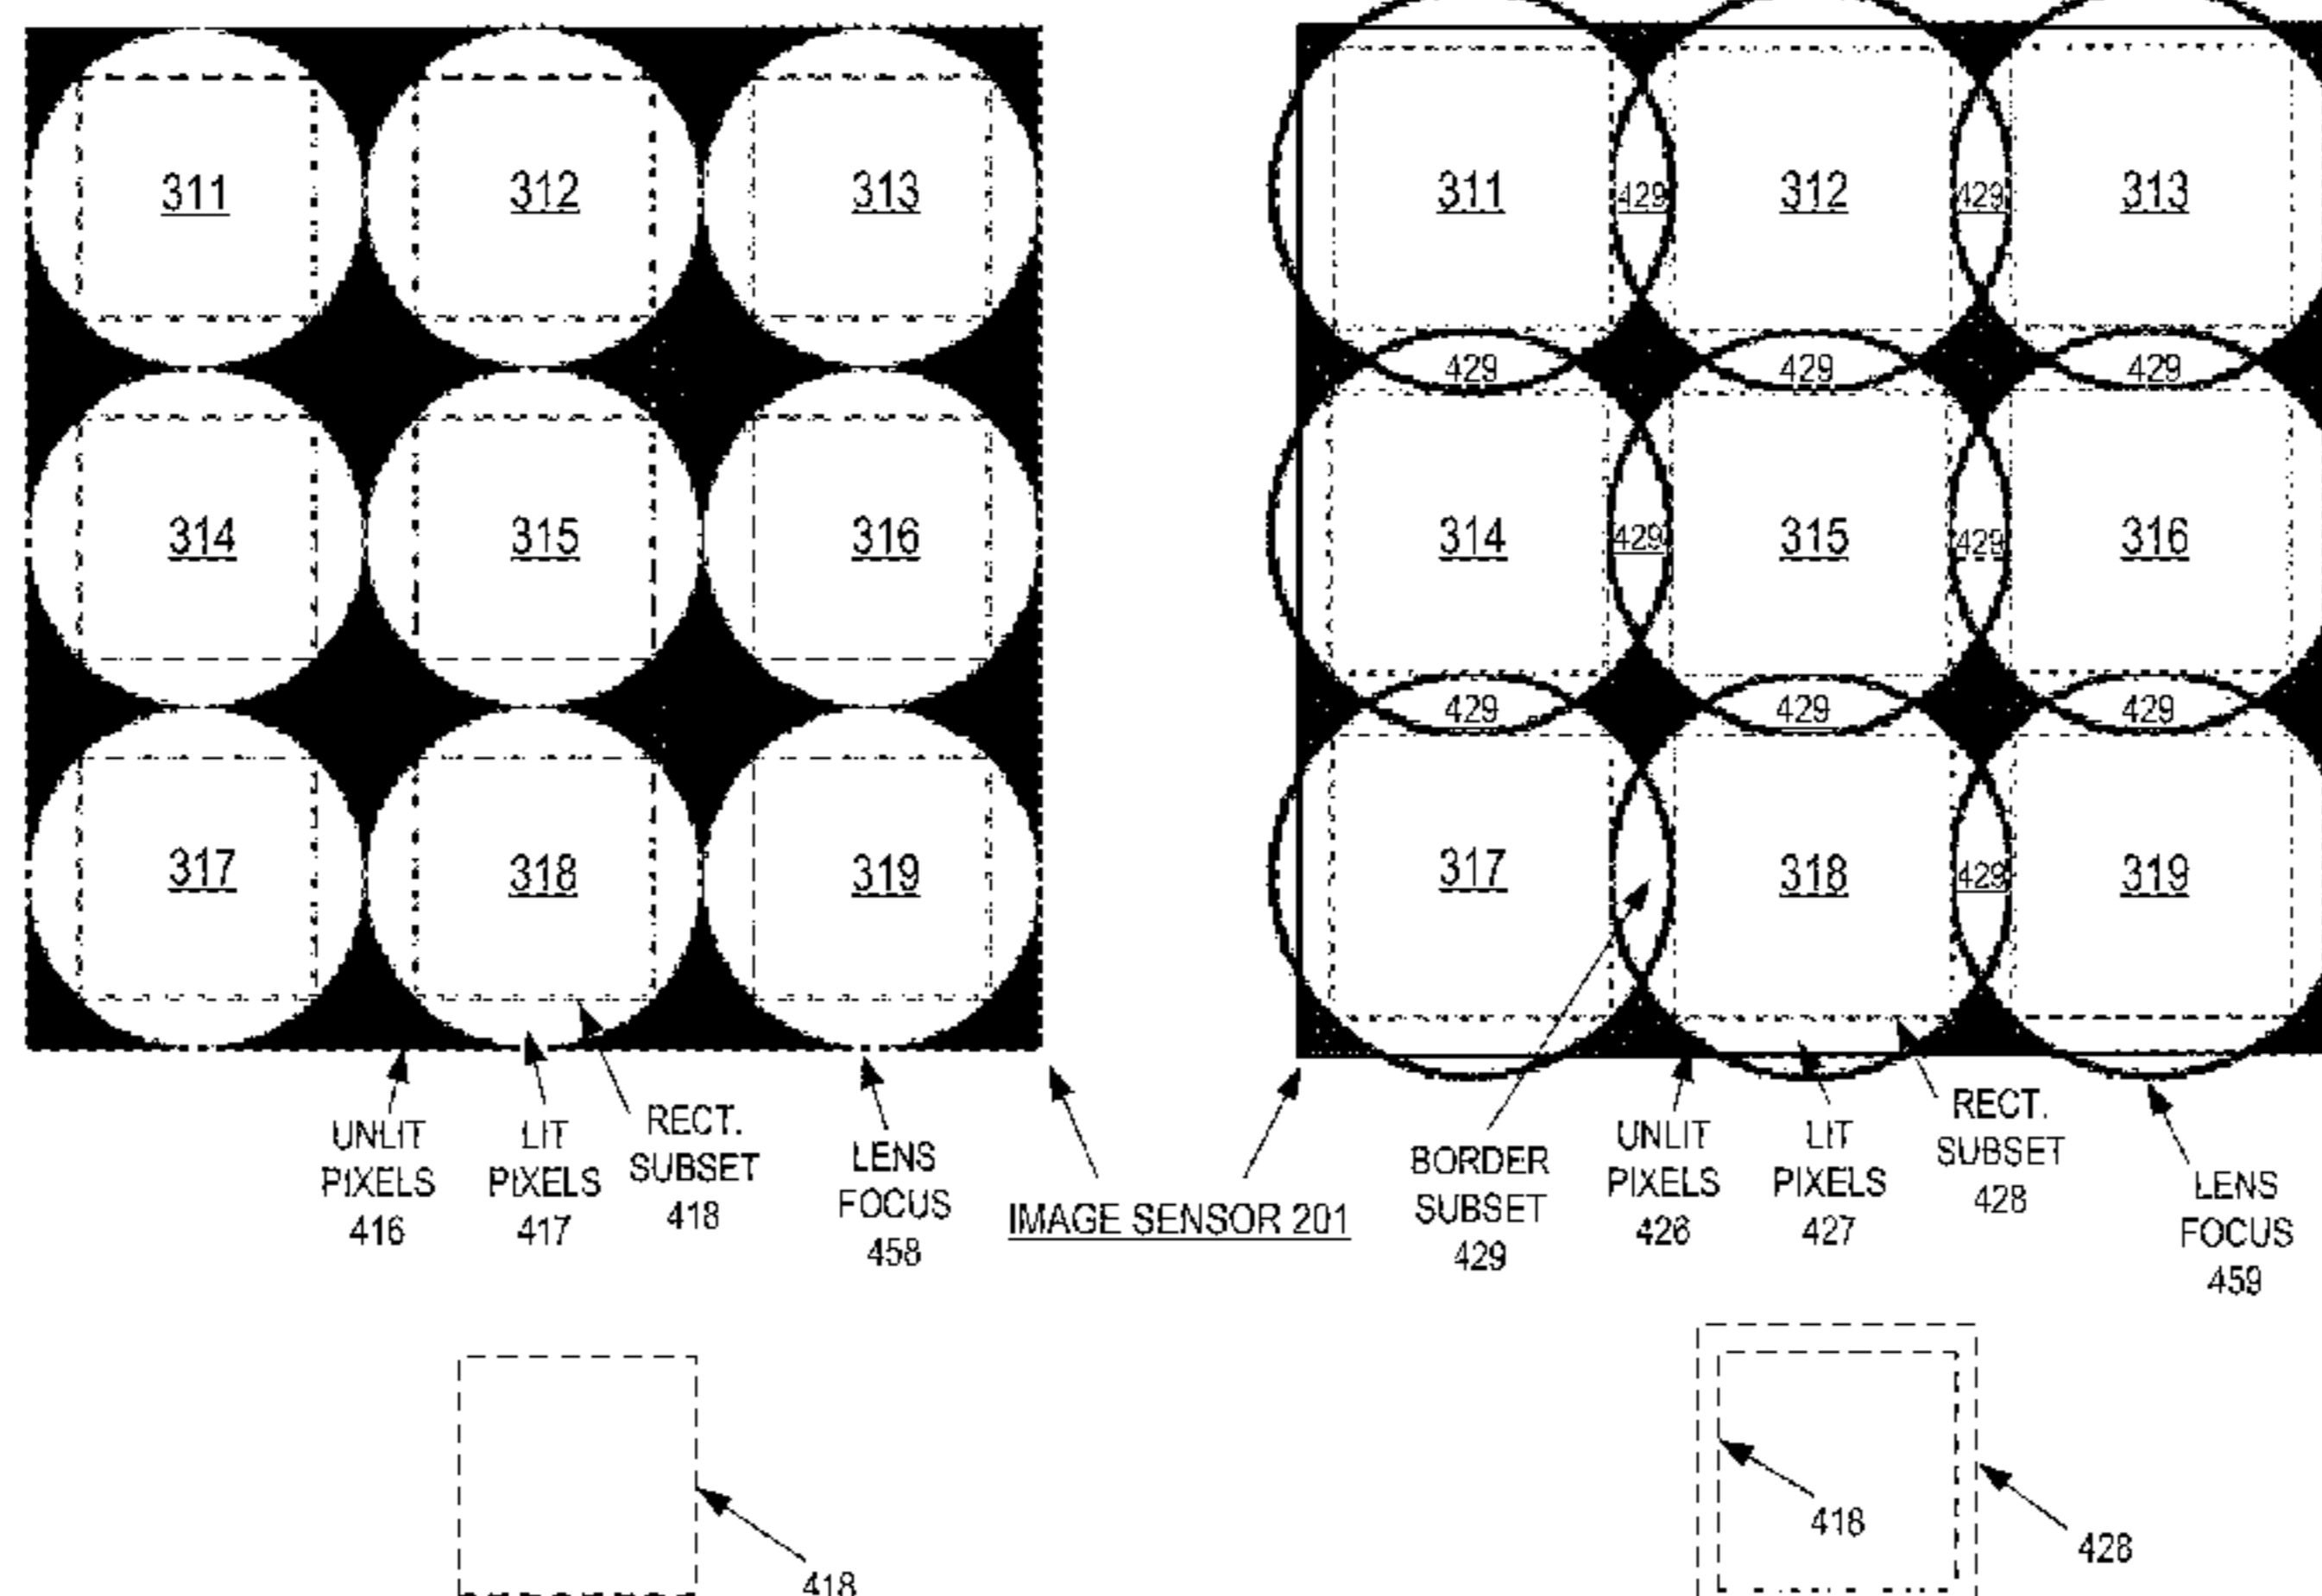 311 312 313
314 315 316
317 318 319
UNLIT
PIXELS
416
LIT
PIXELS
417
RECT.
SUBSET
418
LENS
FOCUS
458
IMAGE SENSOR 201
311 429 312 429 313
429 429 429
314 429 315 429 316
429 429 429
317 318 429 319
BORDER
SUBSET
429
UNLIT
PIXELS
426
LIT
PIXELS
427
RECT.
SUBSET
428
LENS
FOCUS
459
418
418
428